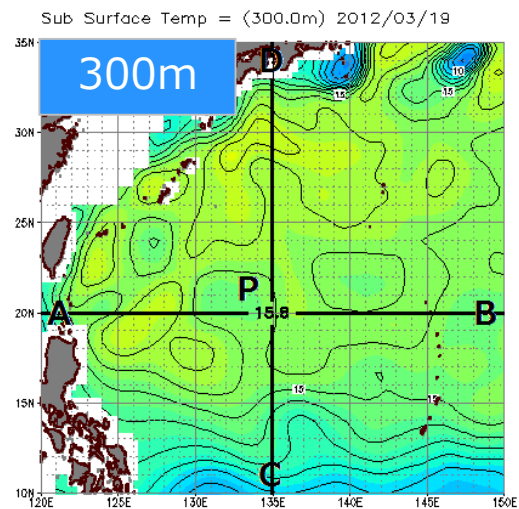 Sub Surface Temp = (300.0m) 2012/03/19
35N
300m
D
10
15
15
30N
25N
P
A
20N
15.8
B
15
15N
15
C
10N
120E 125E 130E 135E 140E 145E 150E